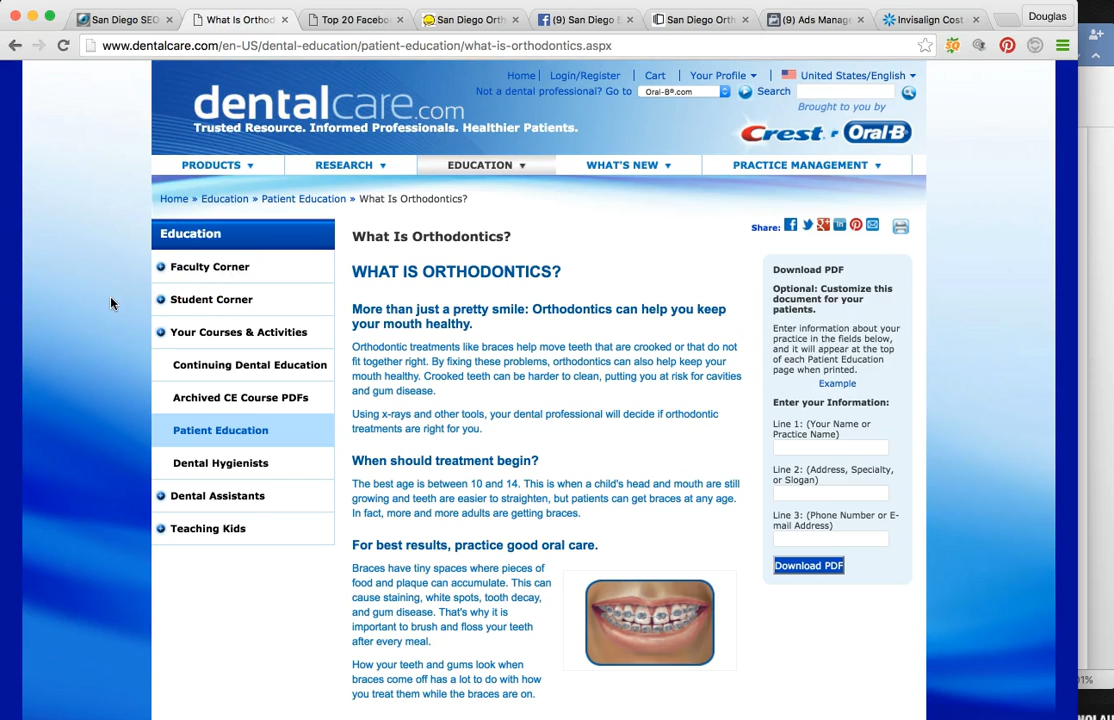 San Diego SEO
What Is Orthod
Top 20 Facebo
San Diego Orth
(9) San Diego E
San Diego Orth
(9) Ads Manage
Invisalign Cost
Douglas
www.dentalcare.com/en-US/dental-education/patient-education/what-is-orthodontics.aspx
Home | Login/Register | Cart | Your Profile | United States/English
Not a dental professional? Go to Oral-B®.com Search
dentalcare.com
Trusted Resource. Informed Professionals. Healthier Patients.
Brought to you by
Crest + Oral-B
PRODUCTS
RESEARCH
EDUCATION
WHAT'S NEW
PRACTICE MANAGEMENT
Home » Education » Patient Education » What Is Orthodontics?
Education
Faculty Corner
Student Corner
Your Courses & Activities
Continuing Dental Education
Archived CE Course PDFs
Patient Education
Dental Hygienists
Dental Assistants
Teaching Kids
Share:
What Is Orthodontics?
WHAT IS ORTHODONTICS?
More than just a pretty smile: Orthodontics can help you keep
your mouth healthy.
Orthodontic treatments like braces help move teeth that are crooked or that do not
fit together right. By fixing these problems, orthodontics can also help keep your
mouth healthy. Crooked teeth can be harder to clean, putting you at risk for cavities
and gum disease.
Using x-rays and other tools, your dental professional will decide if orthodontic
treatments are right for you.
When should treatment begin?
The best age is between 10 and 14. This is when a child's head and mouth are still
growing and teeth are easier to straighten, but patients can get braces at any age.
In fact, more and more adults are getting braces.
For best results, practice good oral care.
Braces have tiny spaces where pieces of
food and plaque can accumulate. This can
cause staining, white spots, tooth decay,
and gum disease. That's why it is
important to brush and floss your teeth
after every meal.
How your teeth and gums look when
braces come off has a lot to do with how
you treat them while the braces are on.
Download PDF
Optional: Customize this
document for your
patients.
Enter information about your
practice in the fields below,
and it will appear at the top
of each Patient Education
page when printed.
Example
Enter your Information:
Line 1: (Your Name or
Practice Name)
Line 2: (Address, Specialty,
or Slogan)
Line 3: (Phone Number or E-
mail Address)
Download PDF